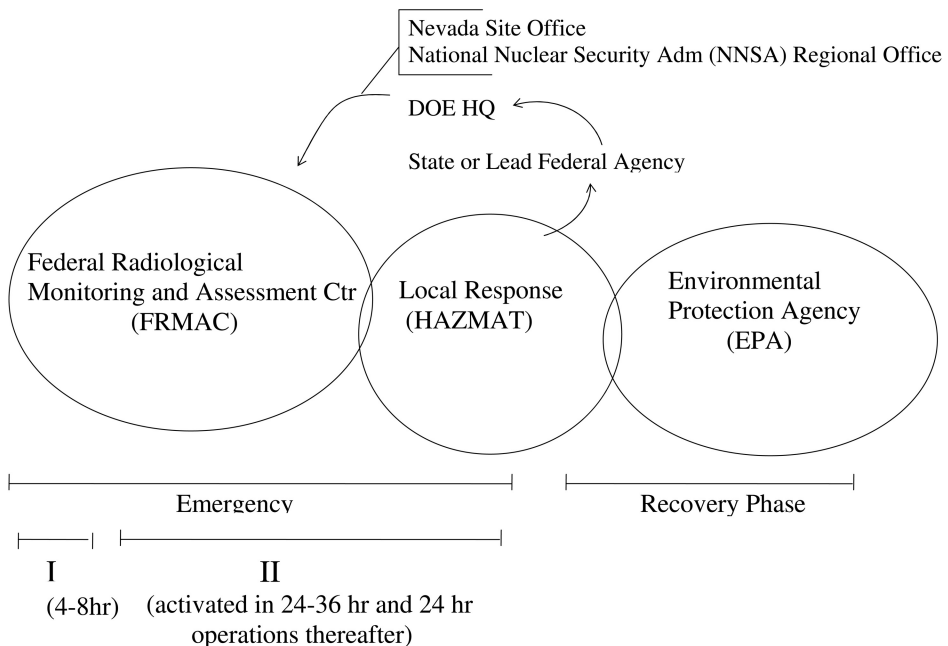 Nevada Site Office
National Nuclear Security Adm (NNSA) Regional Office
DOE HQ
State or Lead Federal Agency
Federal Radiological
Monitoring and Assessment Ctr
(FRMAC)
Local Response
(HAZMAT)
Environmental
Protection Agency
(EPA)
Emergency
Recovery Phase
I
(4-8hr)
II
(activated in 24-36 hr and 24 hr
operations thereafter)